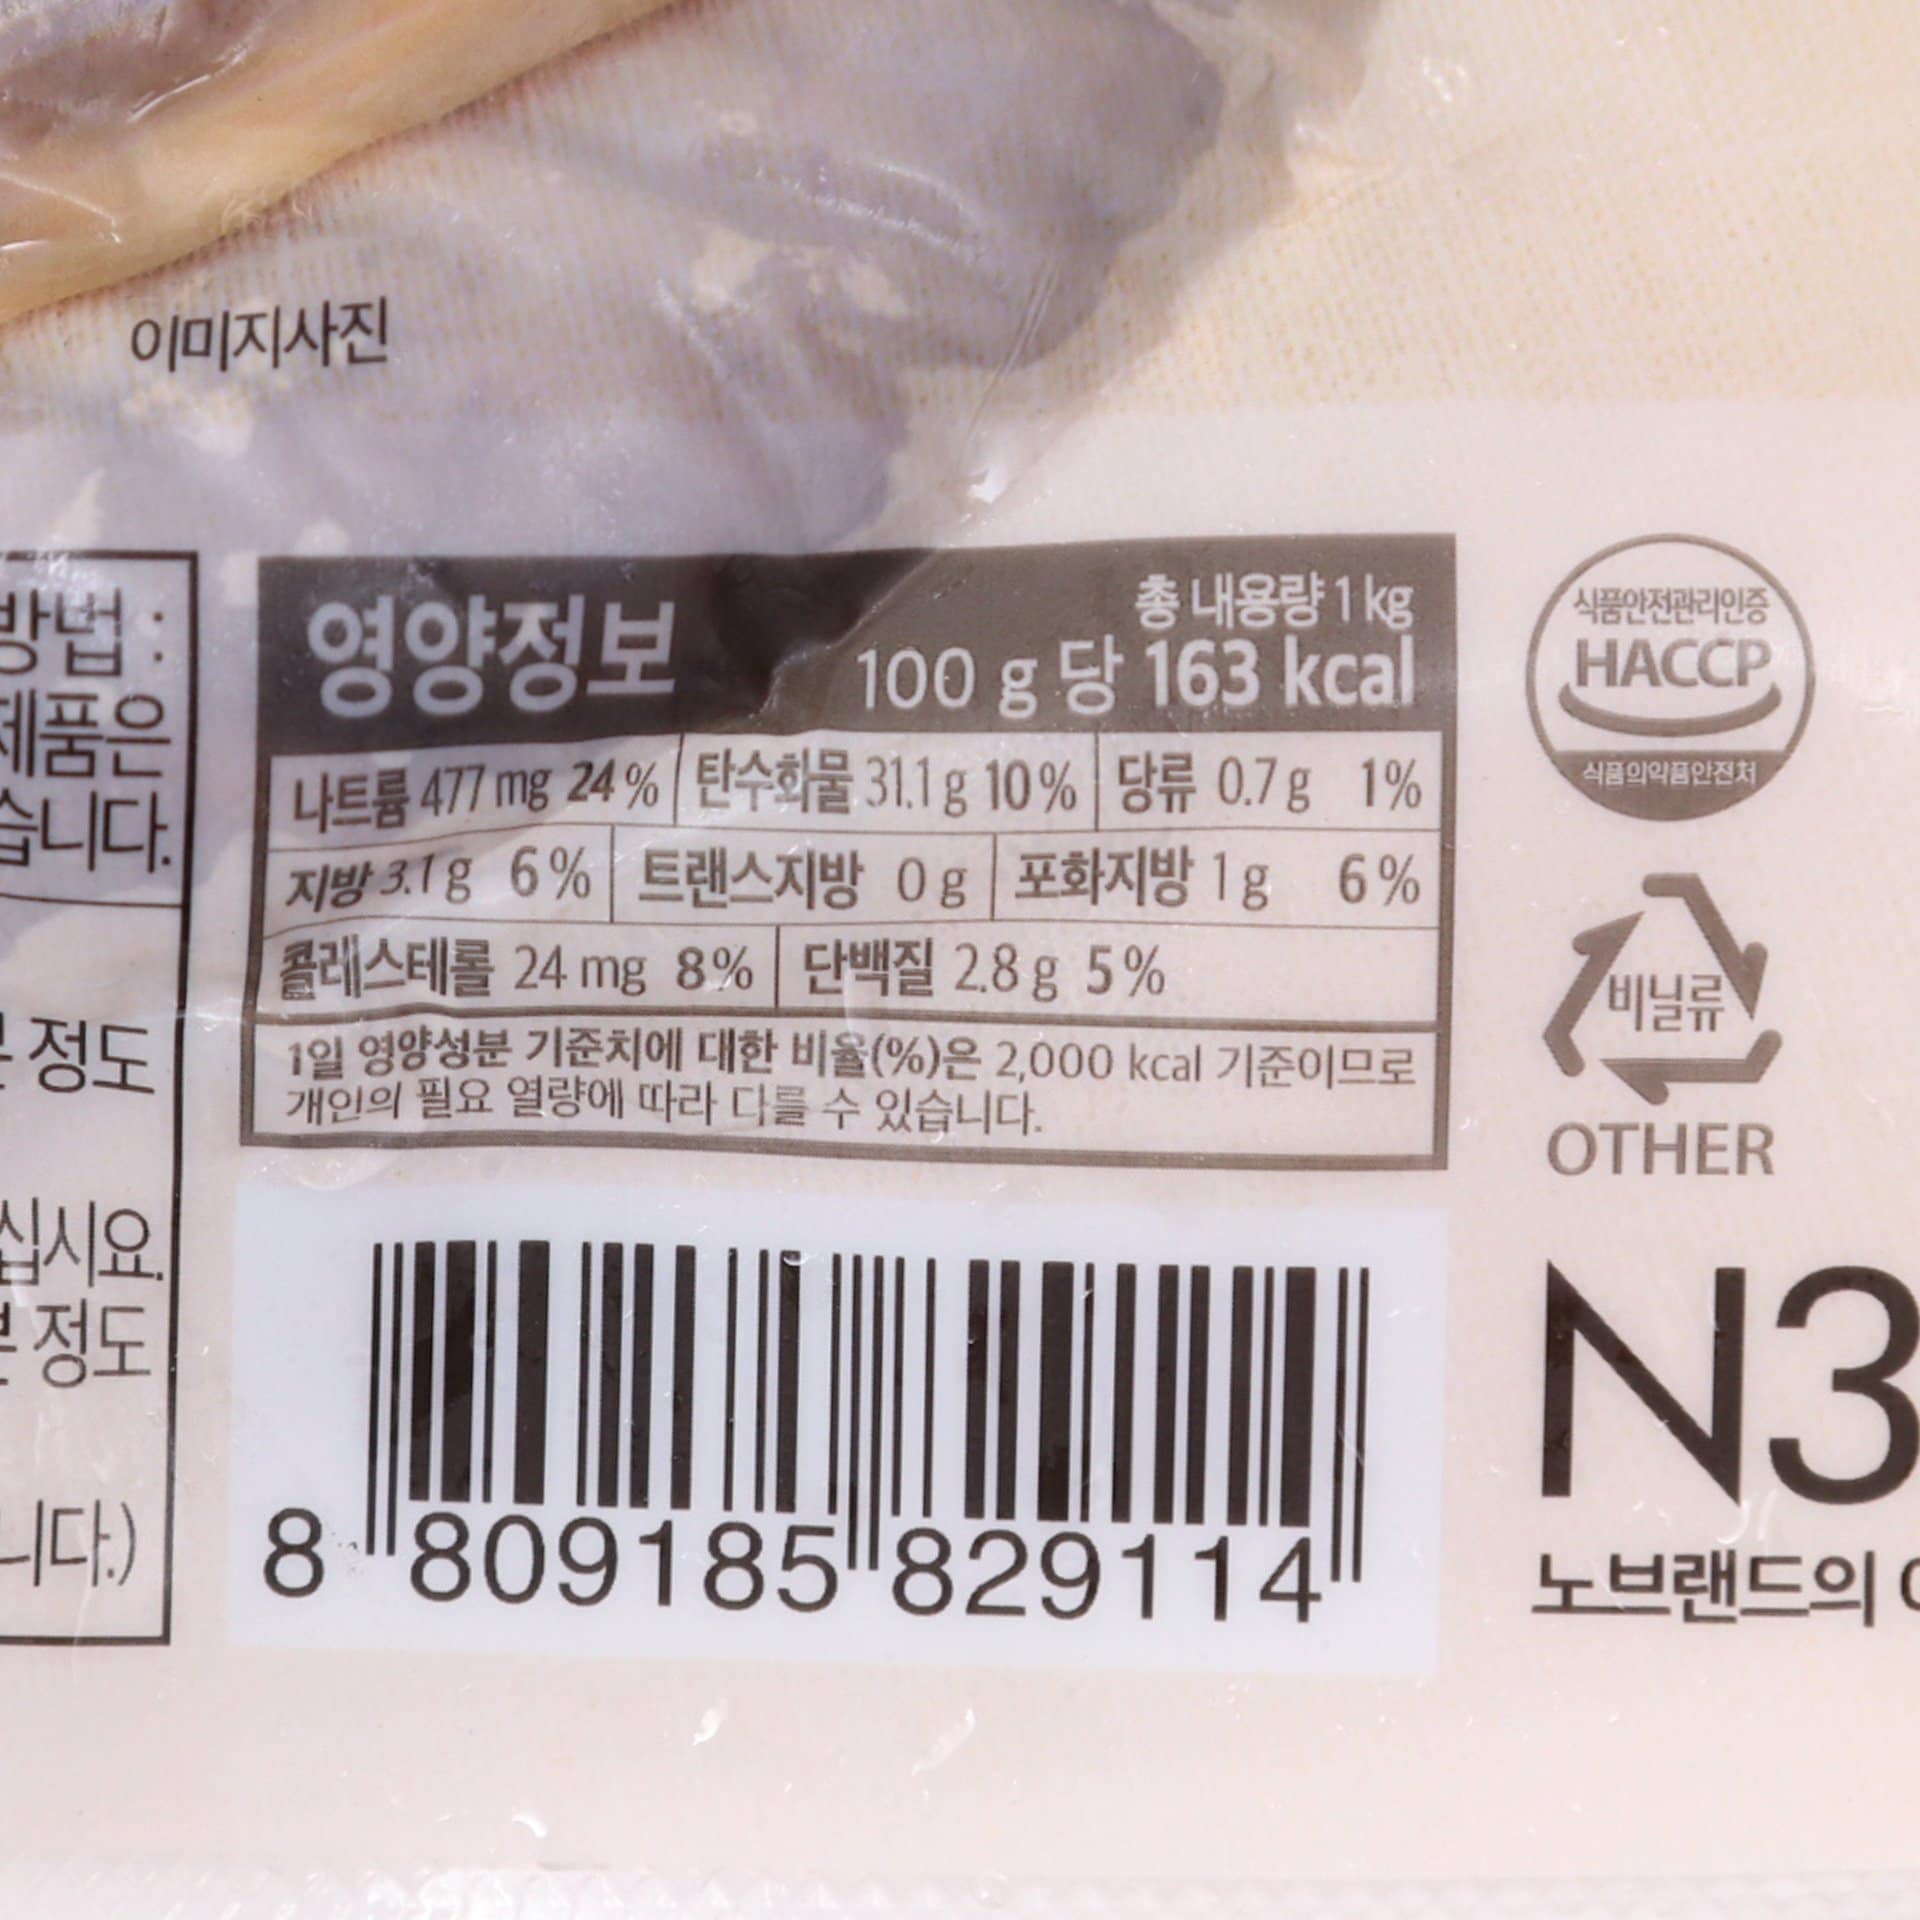 이미지사진
방법 :
제품은
습니다.
정도
십시요.
정도
니다.)
영양정보
총 내용량 1 kg
100 g 당 163 kcal
나트륨 477 mg 24 % 탄수화물 31.1 g 10 % 당류 0.7 g 1%
지방 3.1 g 6 % 트랜스지방 0 g 포화지방 1 g 6 %
콜레스테롤 24 mg 8% 단백질 2.8 g 5 %
1일 영양성분 기준치에 대한 비율(%)은 2,000 kcal 기준이므로
개인의 필요 열량에 따라 다를 수 있습니다.
8 809185 829114
식품안전관리인증
HACCP
식품의약품안전처
비닐류
OTHER
N3
노브랜드의